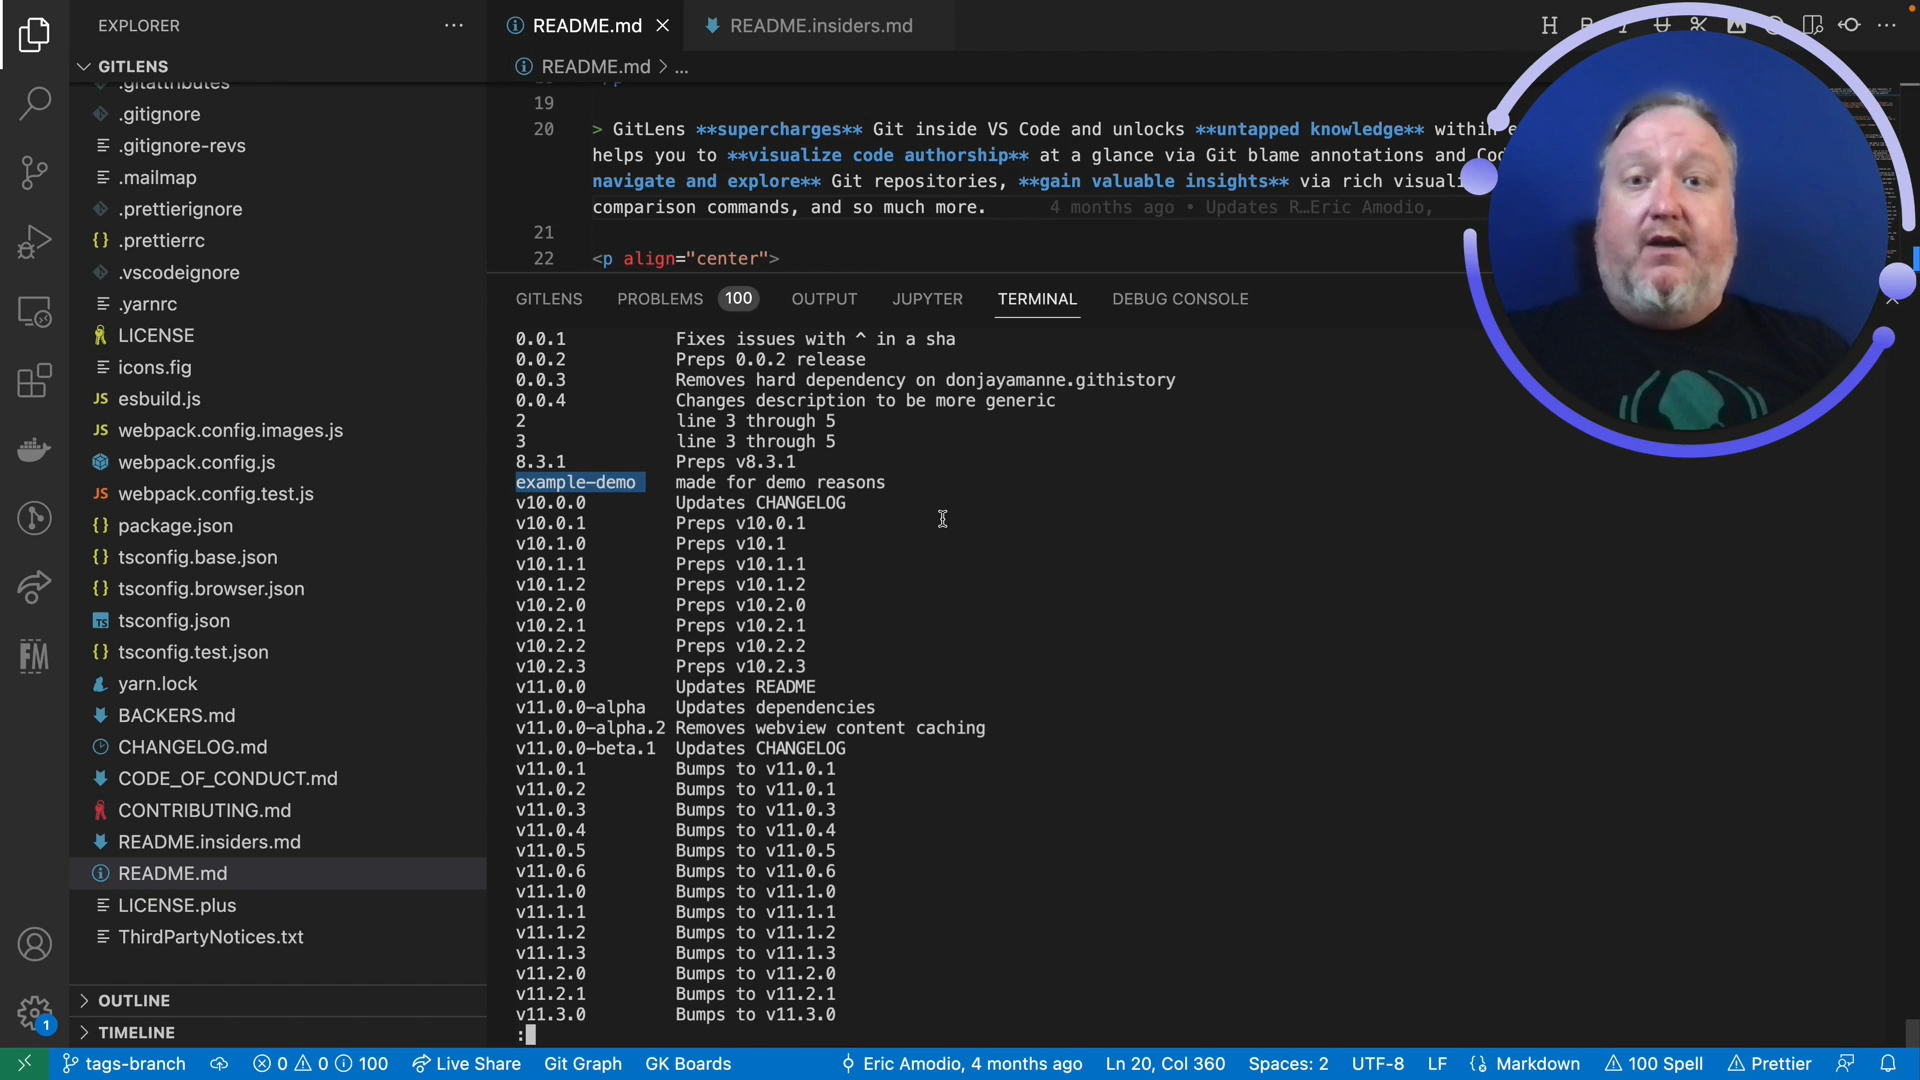 EXPLORER
GITLENS
.gitattributes
.gitignore
.gitignore-revs
.mailmap
.prettierignore
.prettierrc
.vscodeignore
.yarnrc
LICENSE
icons.fig
esbuild.js
webpack.config.images.js
webpack.config.js
webpack.config.test.js
package.json
tsconfig.base.json
tsconfig.browser.json
tsconfig.json
tsconfig.test.json
yarn.lock
BACKERS.md
CHANGELOG.md
CODE_OF_CONDUCT.md
CONTRIBUTING.md
README.insiders.md
README.md
LICENSE.plus
ThirdPartyNotices.txt
OUTLINE
TIMELINE
README.md README.insiders.md
README.md > ...
19
20 > GitLens **supercharges** Git inside VS Code and unlocks **untapped knowledge** within
helps you to **visualize code authorship** at a glance via Git blame annotations and
navigate and explore** Git repositories, **gain valuable insights** via rich
comparison commands, and so much more. 4 months ago • Updates R…Eric Amodio,
21
22 <p align="center">
GITLENS PROBLEMS 100 OUTPUT JUPYTER TERMINAL DEBUG CONSOLE
0.0.1 Fixes issues with ^ in a sha
0.0.2 Preps 0.0.2 release
0.0.3 Removes hard dependency on donjayamanne.githistory
0.0.4 Changes description to be more generic
2 line 3 through 5
3 line 3 through 5
8.3.1 Preps v8.3.1
example-demo made for demo reasons
v10.0.0 Updates CHANGELOG
v10.0.1 Preps v10.0.1
v10.1.0 Preps v10.1
v10.1.1 Preps v10.1.1
v10.1.2 Preps v10.1.2
v10.2.0 Preps v10.2.0
v10.2.1 Preps v10.2.1
v10.2.2 Preps v10.2.2
v10.2.3 Preps v10.2.3
v11.0.0 Updates README
v11.0.0-alpha Updates dependencies
v11.0.0-alpha.2 Removes webview content caching
v11.0.0-beta.1 Updates CHANGELOG
v11.0.1 Bumps to v11.0.1
v11.0.2 Bumps to v11.0.1
v11.0.3 Bumps to v11.0.3
v11.0.4 Bumps to v11.0.4
v11.0.5 Bumps to v11.0.5
v11.0.6 Bumps to v11.0.6
v11.1.0 Bumps to v11.1.0
v11.1.1 Bumps to v11.1.1
v11.1.2 Bumps to v11.1.2
v11.1.3 Bumps to v11.1.3
v11.2.0 Bumps to v11.2.0
v11.2.1 Bumps to v11.2.1
v11.3.0 Bumps to v11.3.0
:
FM
1
tags-branch 0 0 100 Live Share Git Graph GK Boards Eric Amodio, 4 months ago Ln 20, Col 360 Spaces: 2 UTF-8 LF Markdown 100 Spell Prettier